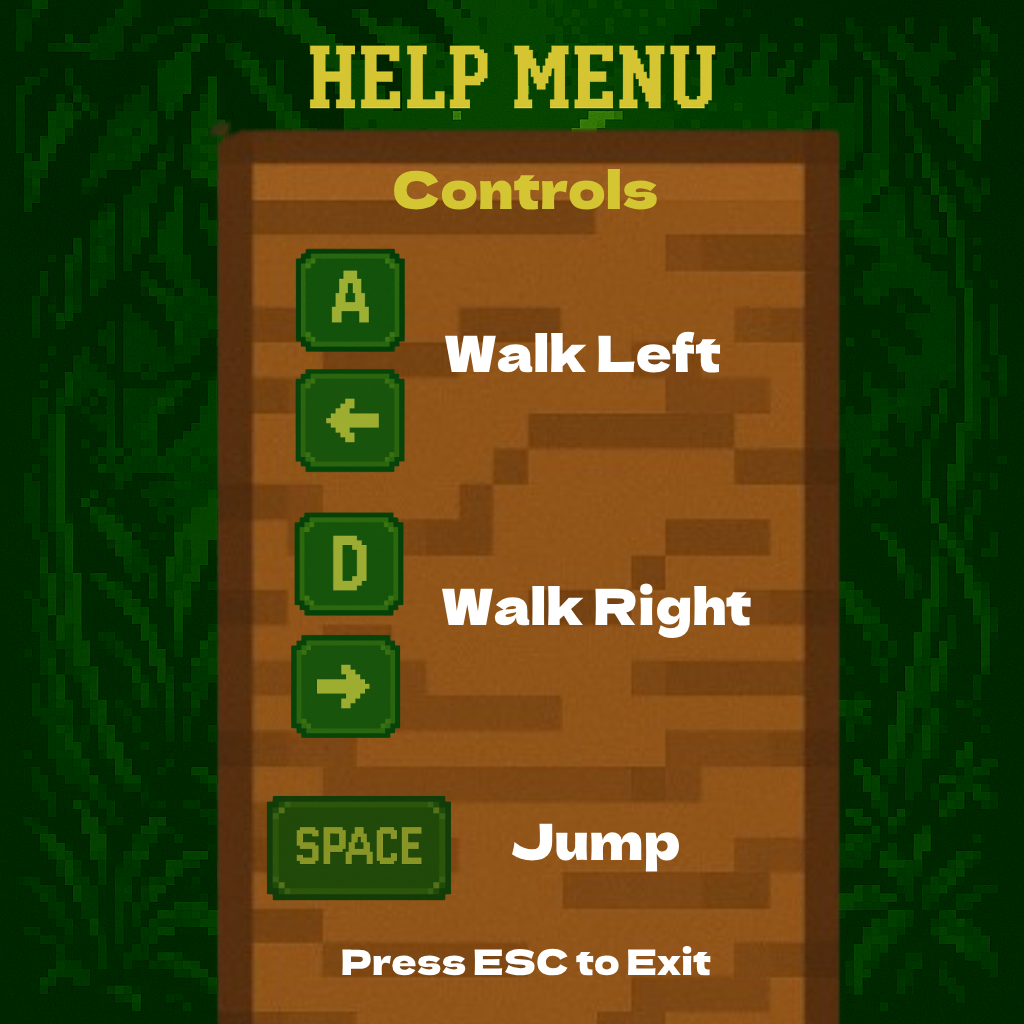 HELP MENU
Controls
A
Walk Left
←
D
Walk Right
→
SPACE
Jump
Press ESC to Exit